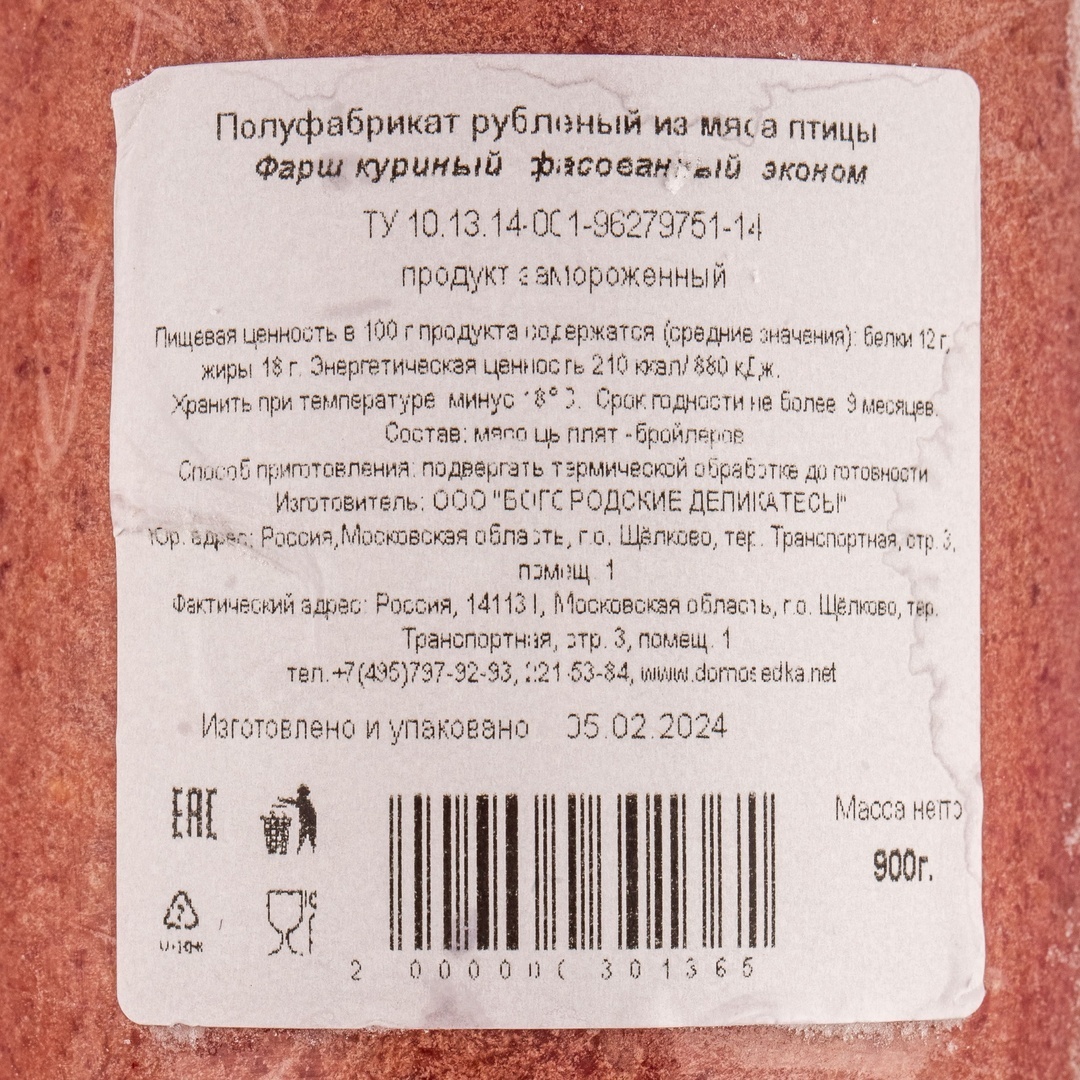 Полуфабрикат рубленый из мяса птицы
Фарш куриный фасованный эконом
ТУ 10.13.14-001-96279751-14
продукт замороженный
Пищевая ценность в 100 г продукта содержатся (средние значения): белки 12 г,
жиры 18 г. Энергетическая ценность 210 ккал/ 880 кДж.
Хранить при температуре минус 18° С. Срок годности не более 9 месяцев.
Состав: мясо цыплят -бройлеров
Способ приготовления: подвергать термической обработке до готовности
Изготовитель: ООО "БОГОРОДСКИЕ ДЕЛИКАТЕСЫ"
Юр. адрес: Россия,Московская область, г.о. Щёлково, тер. Транспортная, стр. 3,
помещ. 1
Фактический адрес: Россия, 141131, Московская область, г.о. Щёлково, тер.
Транспортная, стр. 3, помещ. 1
тел.+7(495)797-92-93, 221-53-84, www.domosedka.net
Изготовлено и упаковано 05.02.2024
EAC
Масса нетто
900г.
2 000000 301365